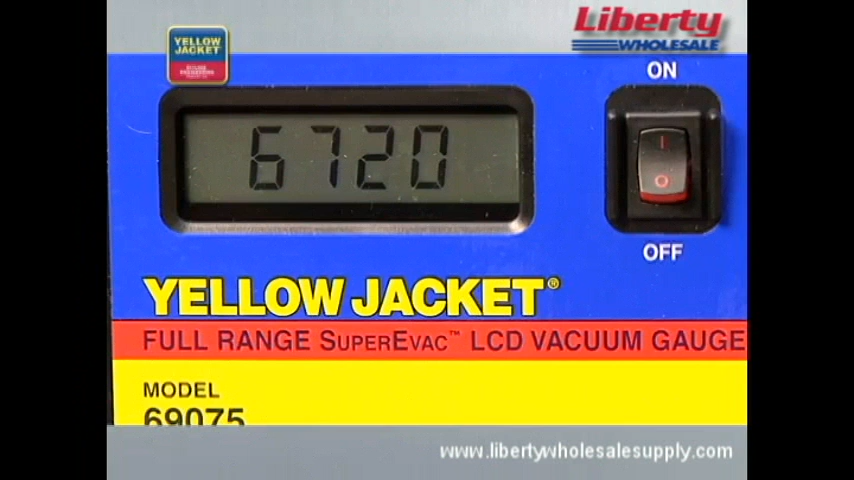 Liberty
WHOLESALE
YELLOW
JACKET
ON
6720
I
O
OFF
YELLOW JACKET®
FULL RANGE SUPEREVAC™ LCD VACUUM GAUGE
MODEL
69075
www.libertywholesalesupply.com